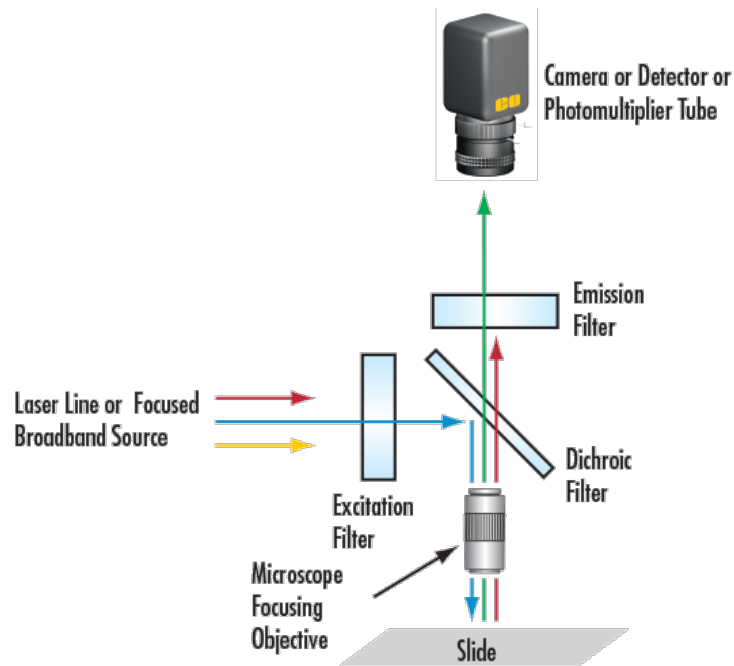 Camera or Detector or
Photomultiplier Tube
EO
Emission
Filter
Laser Line or Focused
Broadband Source
Dichroic
Filter
Excitation
Filter
Microscope
Focusing
Objective
Slide